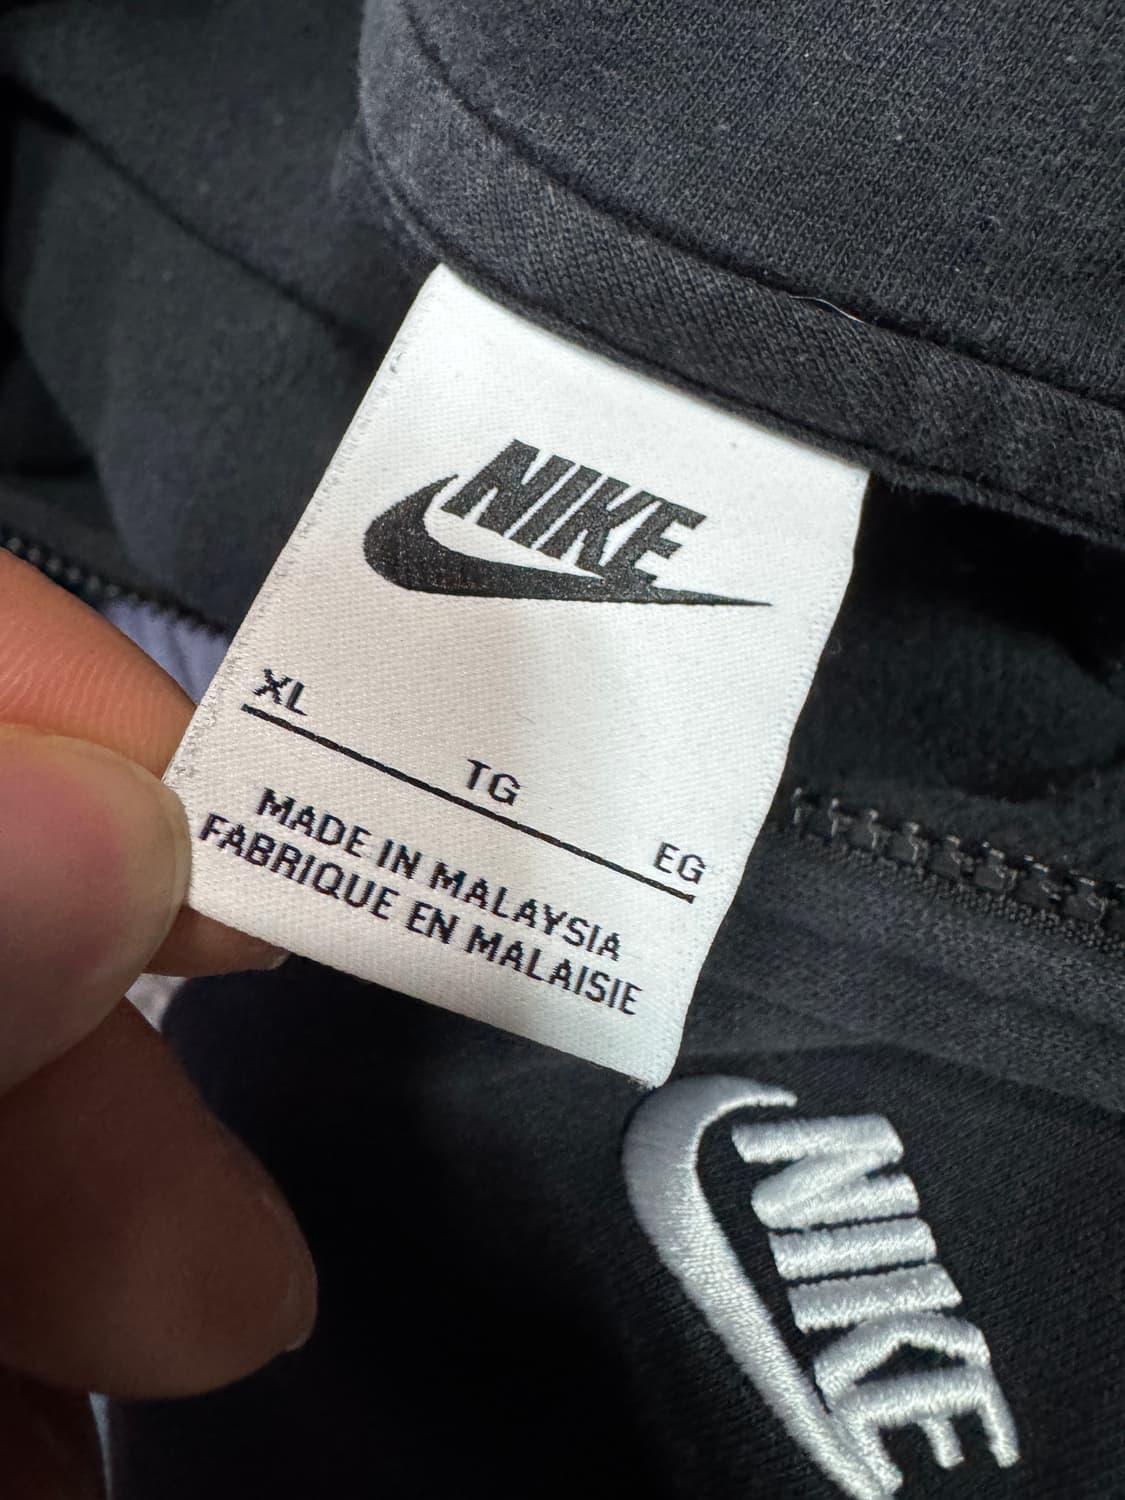 NIKE
XL
TG
EG
MADE IN MALAYSIA
FABRIQUE EN MALAISIE
NIKE